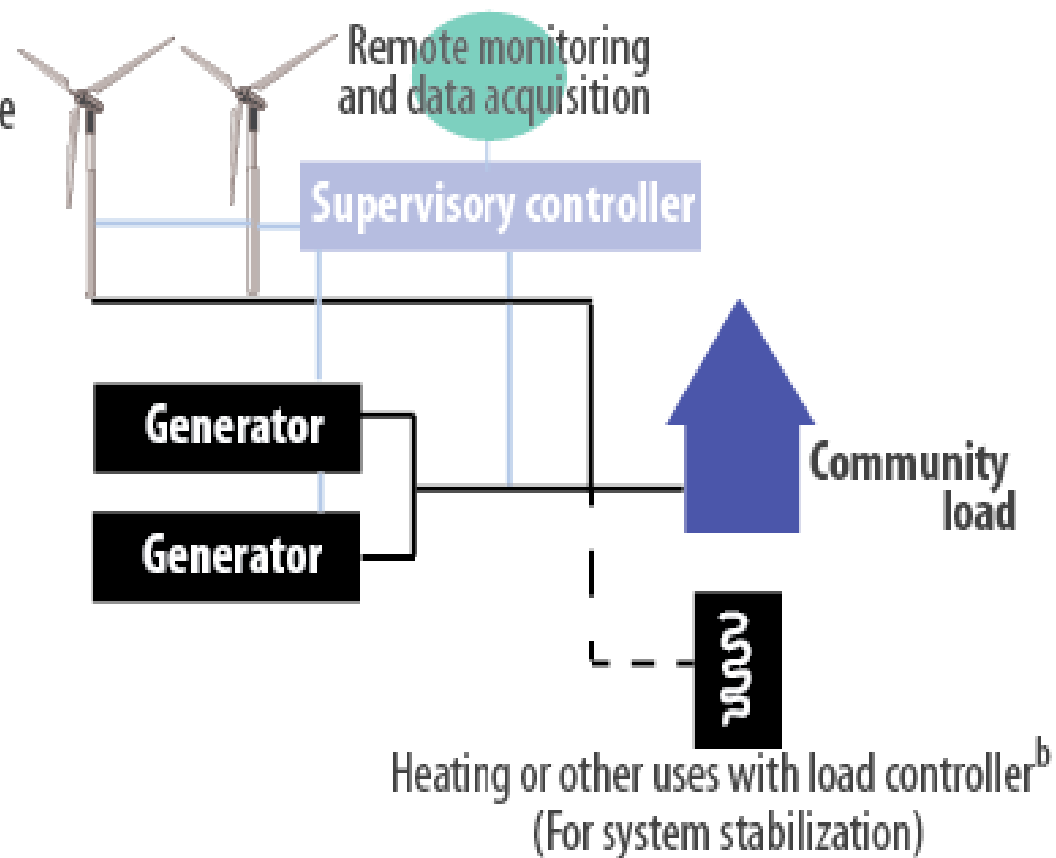 Remote monitoring
and data acquisition
e
Supervisory controller
Generator
Community
load
Generator
Heating or other uses with load controller^b
(For system stabilization)